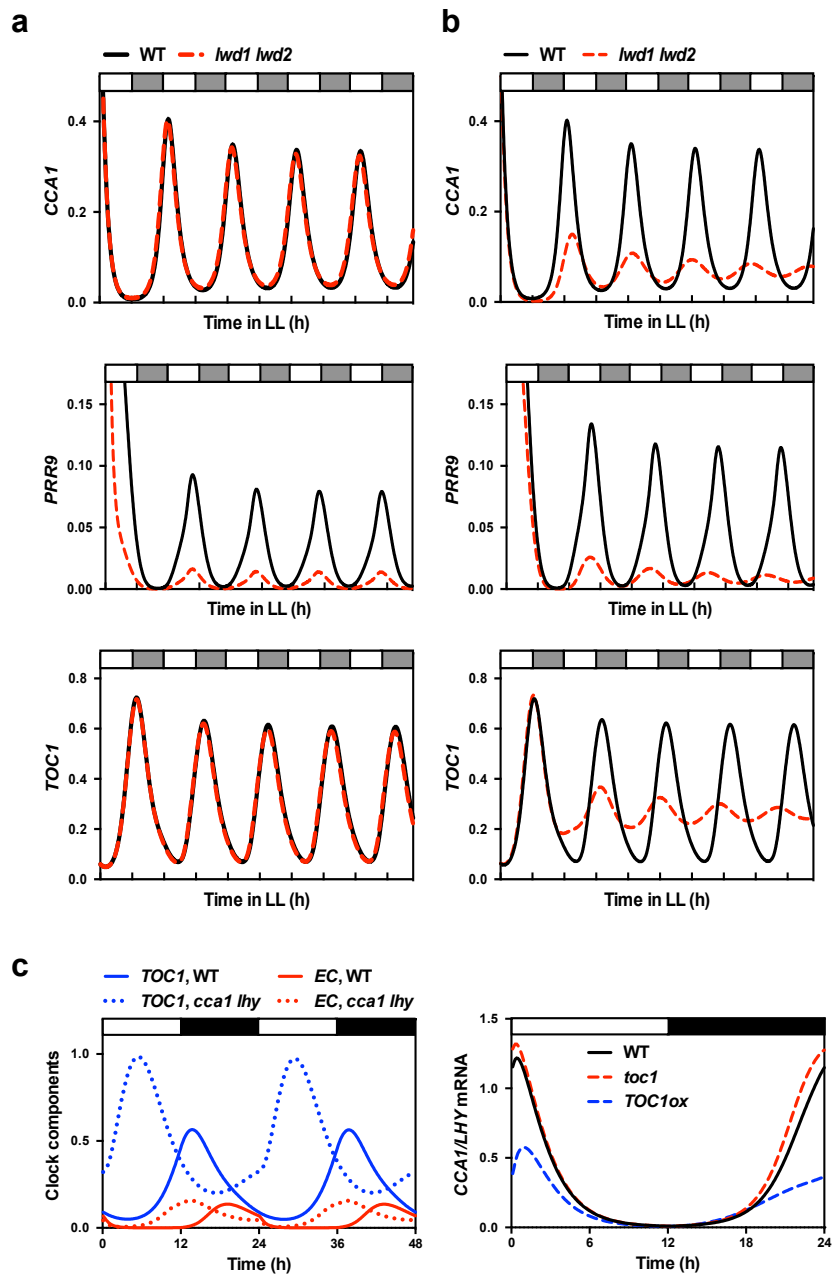 a
WT lwd1 lwd2
CCA1
0.4
0.2
0.0
Time in LL (h)
PRR9
0.15
0.10
0.05
0.00
Time in LL (h)
TOC1
0.8
0.6
0.4
0.2
0.0
Time in LL (h)
b
WT lwd1 lwd2
CCA1
0.4
0.2
0.0
Time in LL (h)
PRR9
0.15
0.10
0.05
0.00
Time in LL (h)
TOC1
0.8
0.6
0.4
0.2
0.0
Time in LL (h)
c
TOC1, WT EC, WT
TOC1, cca1 lhy EC, cca1 lhy
Clock components
1.0
0.5
0.0
0 12 24 36 48
Time (h)
CCA1/LHY mRNA
1.5
1.0
0.5
0.0
WT
toc1
TOC1ox
0 6 12 18 24
Time (h)